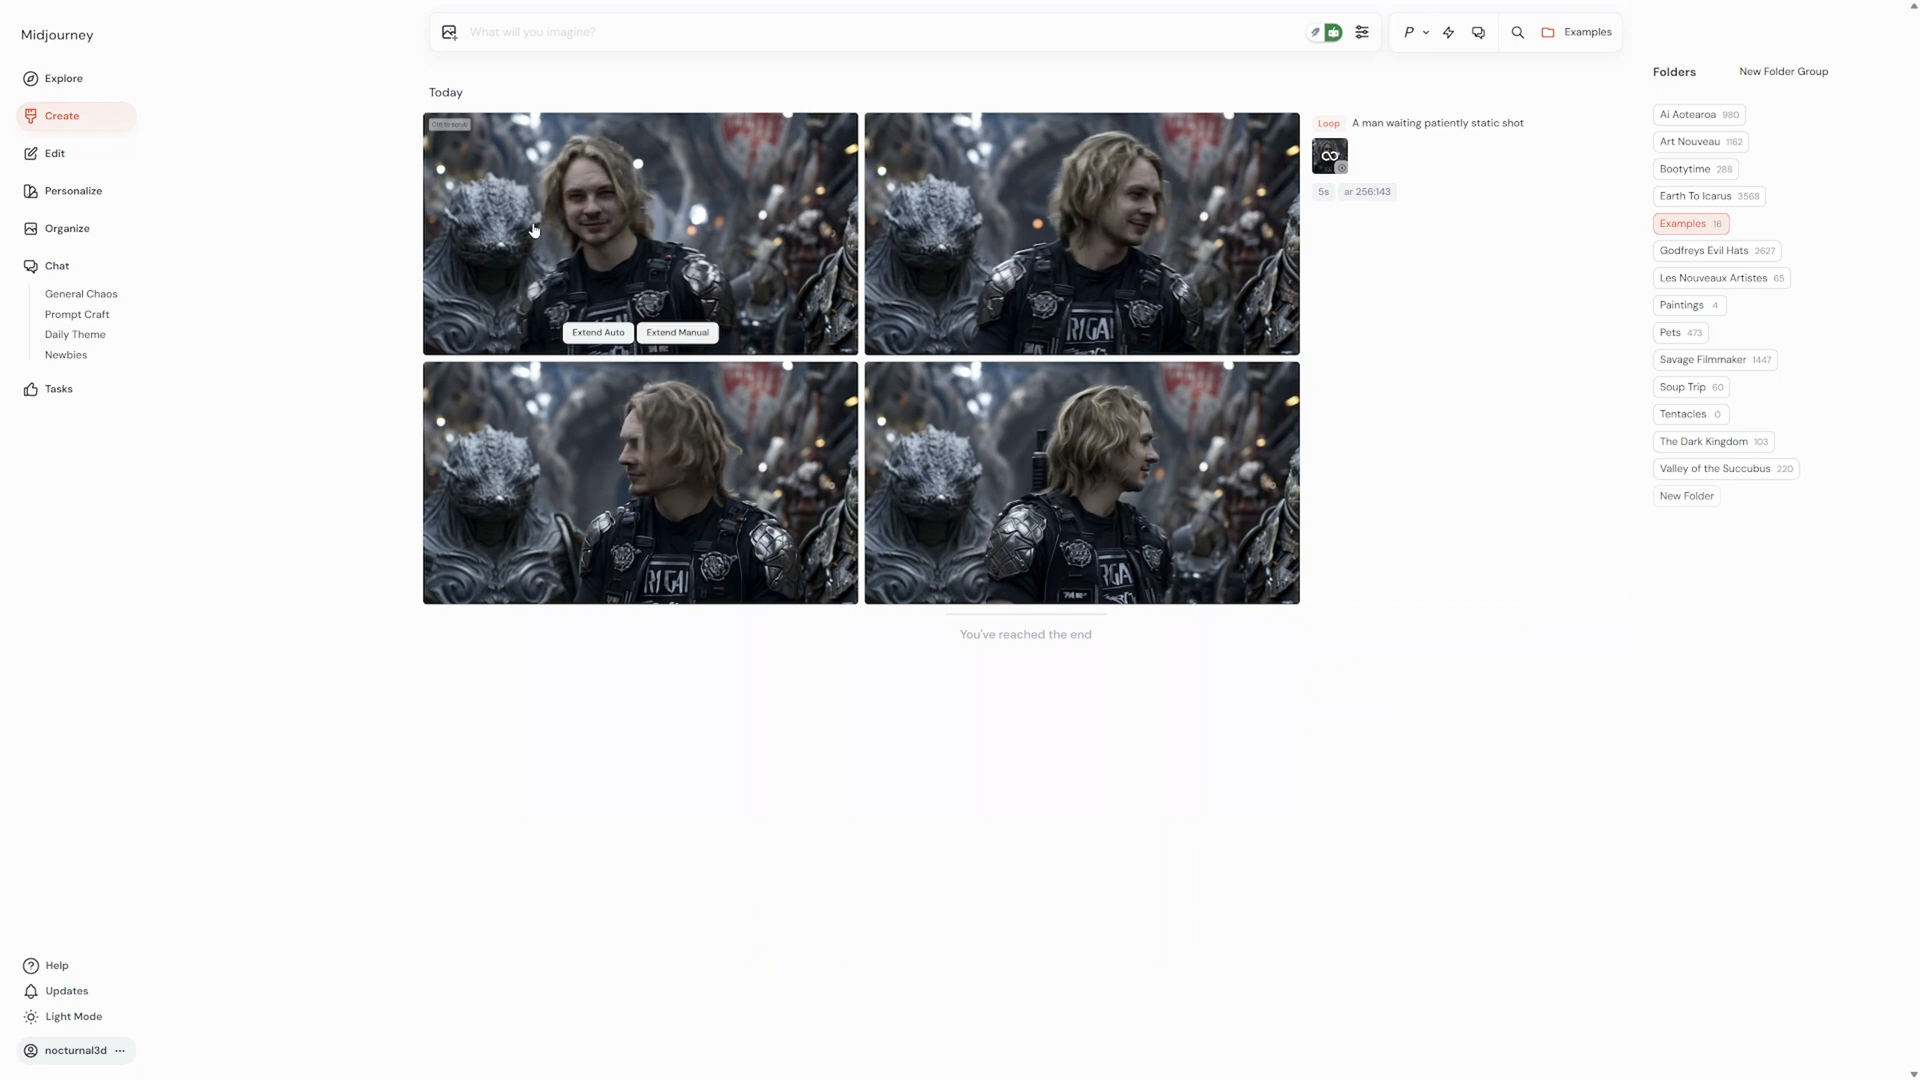 Midjourney
Explore
Create
Edit
Personalize
Organize
Chat
General Chaos
Prompt Craft
Daily Theme
Newbies
Tasks
Help
Updates
Light Mode
nocturnal3d
What will you imagine?
P
Examples
Today
Ctrl to scrub
Extend Auto
Extend Manual
Loop A man waiting patiently static shot
5s ar 256:143
You've reached the end
Folders New Folder Group
Ai Aotearoa 980
Art Nouveau 1162
Bootytime 288
Earth To Icarus 3568
Examples 16
Godfreys Evil Hats 2627
Les Nouveaux Artistes 65
Paintings 4
Pets 473
Savage Filmmaker 1447
Soup Trip 60
Tentacles 0
The Dark Kingdom 103
Valley of the Succubus 220
New Folder